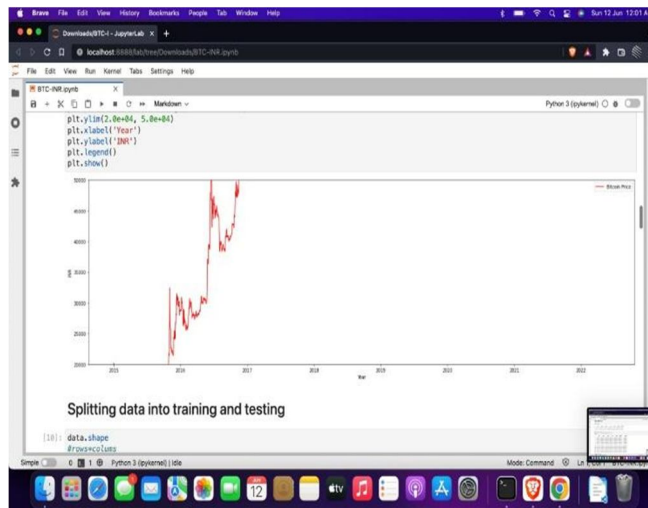 Brave File Edit View History Bookmarks People Tab Window Help
Sun 12 Jun 12:01 A
Downloads/BTC-I - JupyterLab
localhost:8888/lab/tree/Downloads/BTC-INR.ipynb
File Edit View Run Kernel Tabs Settings Help
BTC-INR.ipynb
Markdown
Python 3 (ipykernel)
plt.ylim(2.0e+04, 5.0e+04)
plt.xlabel('Year')
plt.ylabel('INR')
plt.legend()
plt.show()
50000
Bitcoin Price
45000
40000
35000
30000
25000
20000
2015 2016 2017 2018 2019 2020 2021 2022
Year
Splitting data into training and testing
[10]: data.shape
#rows+colums
Simple 0 1 Python 3 (ipykernel) | Idle
Mode: Command
JUN
12
tv